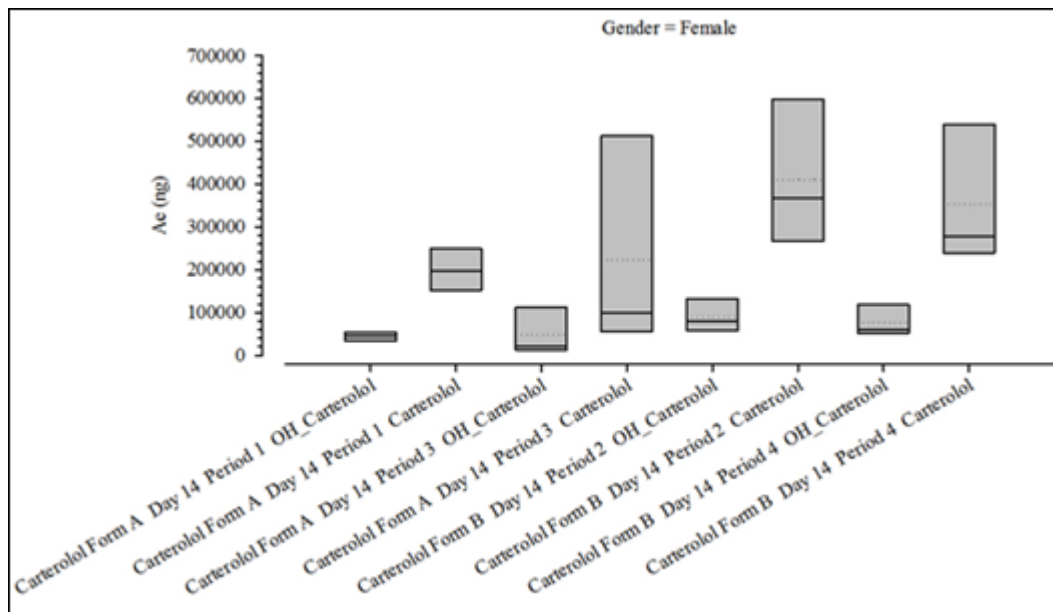 Gender = Female
Ae (ng)
700000
600000
500000
400000
300000
200000
100000
0
Carterolol Form A Day 14 Period 1 OH_Carterolol
Carterolol Form A Day 14 Period 1 Carterolol
Carterolol Form A Day 14 Period 3 OH_Carterolol
Carterolol Form A Day 14 Period 3 Carterolol
Carterolol Form B Day 14 Period 2 OH_Carterolol
Carterolol Form B Day 14 Period 2 Carterolol
Carterolol Form B Day 14 Period 4 OH_Carterolol
Carterolol Form B Day 14 Period 4 Carterolol